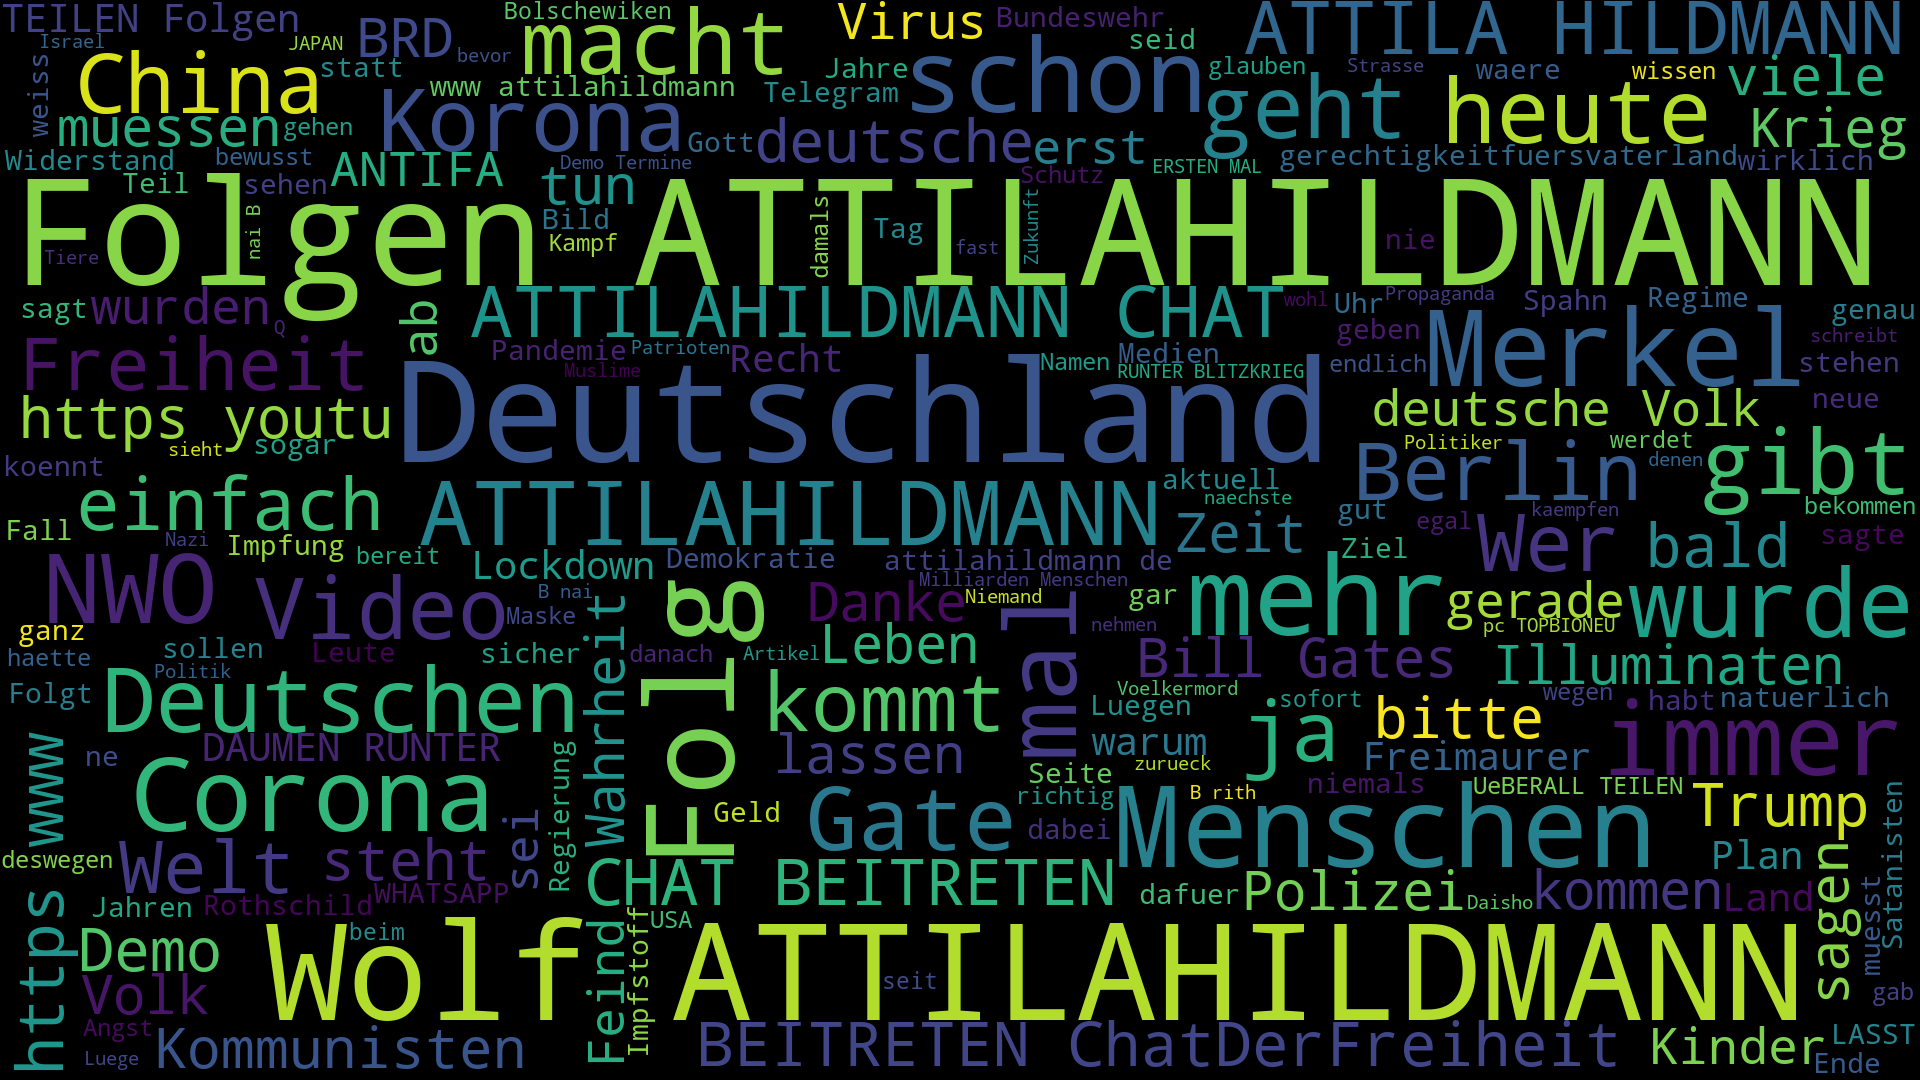 TEILEN Folgen
Israel
JAPAN
BRD
bevor
Bolschewiken
macht
Virus
Bundeswehr
seid
ATTILA HILDMANN
weiss
China
statt
www attilahildmann
Jahre
Telegram
schon
glauben
Strasse
waere
wissen
viele
muessen
gehen
Korona
Gott
deutsche
erst
geht
heute
Krieg
Widerstand
bewusst
ANTIFA
Demo Termine
tun
Schutz
ERSTEN MAL
gerechtigkeitfuersvaterland
wirklich
Teil
sehen
Bild
Kampf
damals
Tag
fast
Zukunft
nie
Folgen ATTILAHILDMANN
nai B
Tiere
sagt
wurden
Q
ab
ATTILAHILDMANN CHAT
wohl
Uhr
Propaganda
Spahn
Regime
genau
geben
Merkel
schreibt
Freiheit
Pandemie
Patrioten
Recht
Muslime
Namen
Medien
RUNTER BLITZKRIEG
endlich
stehen
https youtu
Deutschland
deutsche Volk
neue
sieht
sogar
koennt
Politiker
werdet
Berlin
denen
gibt
einfach
ATTILAHILDMANN
aktuell
naechste
Zeit
gut
egal
kaempfen
bekommen
Fall
Nazi
Impfung
bereit
Lockdown
Demokratie
attilahildmann de
Ziel
Wer
bald
sagte
NWO
Video
B nai
Maske
Milliarden Menschen
Niemand
Danke
mal
gar
nehmen
mehr
gerade
pc TOPBIONEU
wurde
ganz
haette
sollen
Politik
Leute
sicher
Wahrheit
danach
Folg
Artikel
Leben
Bill Gates
Illuminaten
Folgt
Deutschen
kommt
Voelkermord
Luegen
sofort
wegen
habt
natuerlich
ne
DAUMEN RUNTER
lassen
warum
zurueck
ja
bitte
Freimaurer
immer
www
Corona
Regierung
Geld
Gate
Seite
richtig
dabei
B rith
niemals
UeBERALL TEILEN
Menschen
Trump
Satanisten
deswegen
Welt
steht
sei
CHAT BEITRETEN
dafuer
Polizei
Daisho
kommen
Plan
Land
sagen
muesst
https
Jahren
Rothschild
WHATSAPP
Feind
Impfstoff
USA
Demo
Wolf ATTILAHILDMANN
beim
seit
gab
Volk
Angst
Luege
Kommunisten
BEITRETEN ChatDerFreiheit
Kinder
LASST
Ende